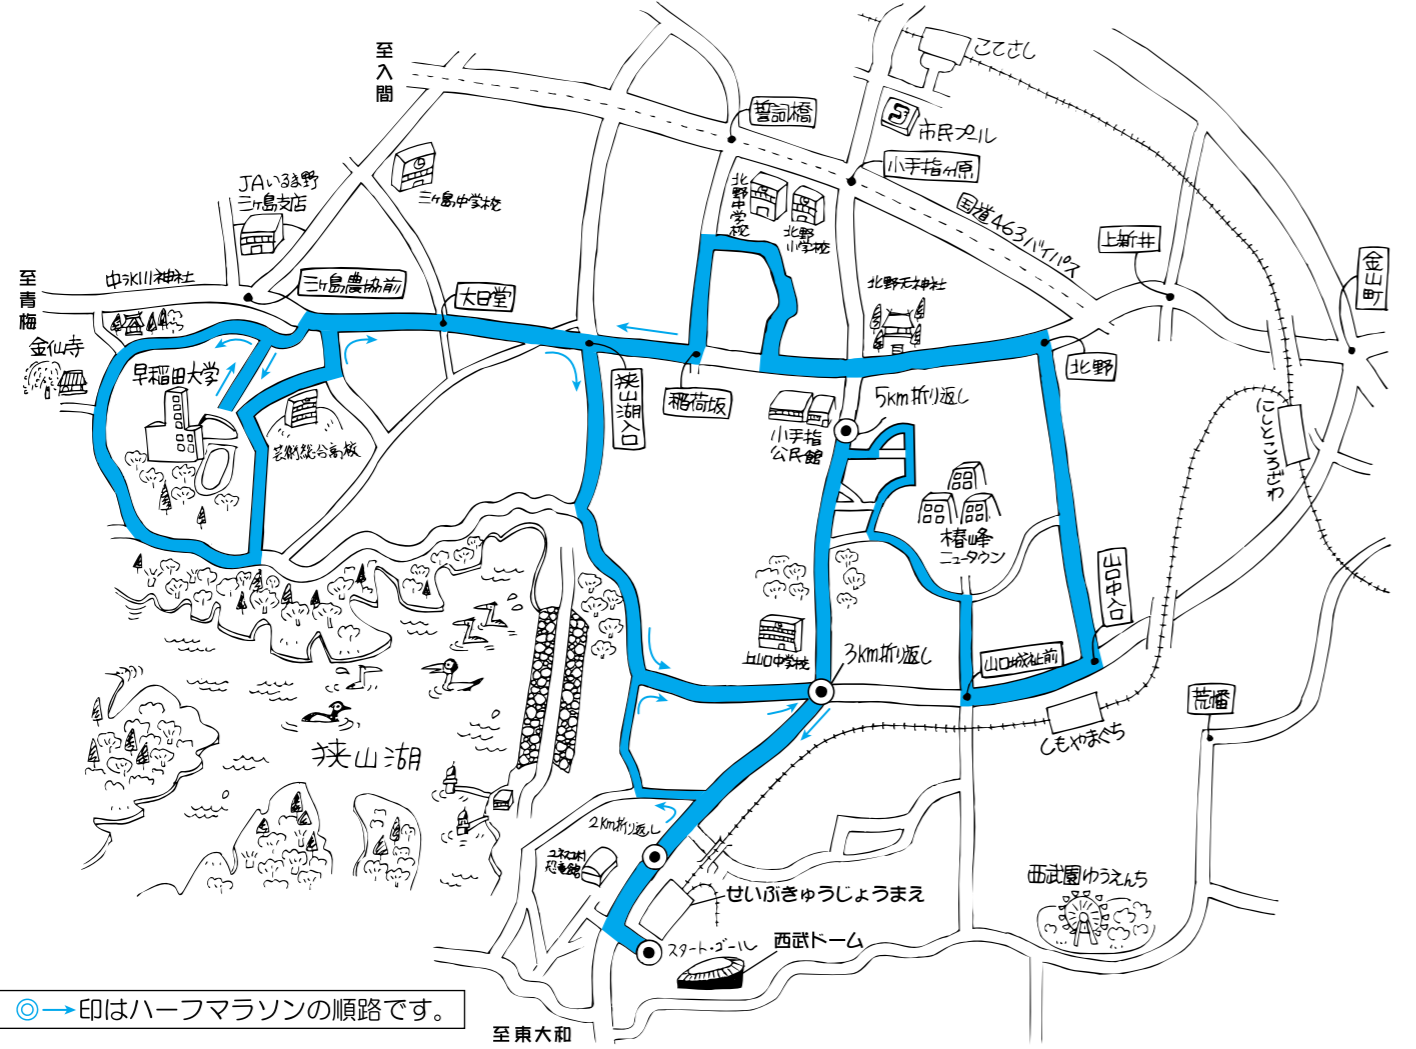 至入間
こてさし
誓詞橋
市民プール
小手指ヶ原
JAいるま野
三ヶ島支店
三ヶ島中学校
北野中学校
北野
小学校
国道463バイパス
上新井
金山町
至青梅
中氷川神社
三ヶ島農協前
大日堂
北野天神社
金仙寺
早稲田大学
狭山湖入口
稲荷坂
北野
5km折り返し
小手指
公民館
芸術総合高校
にしところざわ
椿峰
ニュータウン
山口中入口
上山口中学校
3km折り返し
山口城祉前
荒幡
しもやまぐち
狭山湖
2km折り返し
ユネスコ村
恐竜館
せいぶきゅうじょうまえ
西武園ゆうえんち
スタート・ゴール
西武ドーム
◎→印はハーフマラソンの順路です。
至東大和